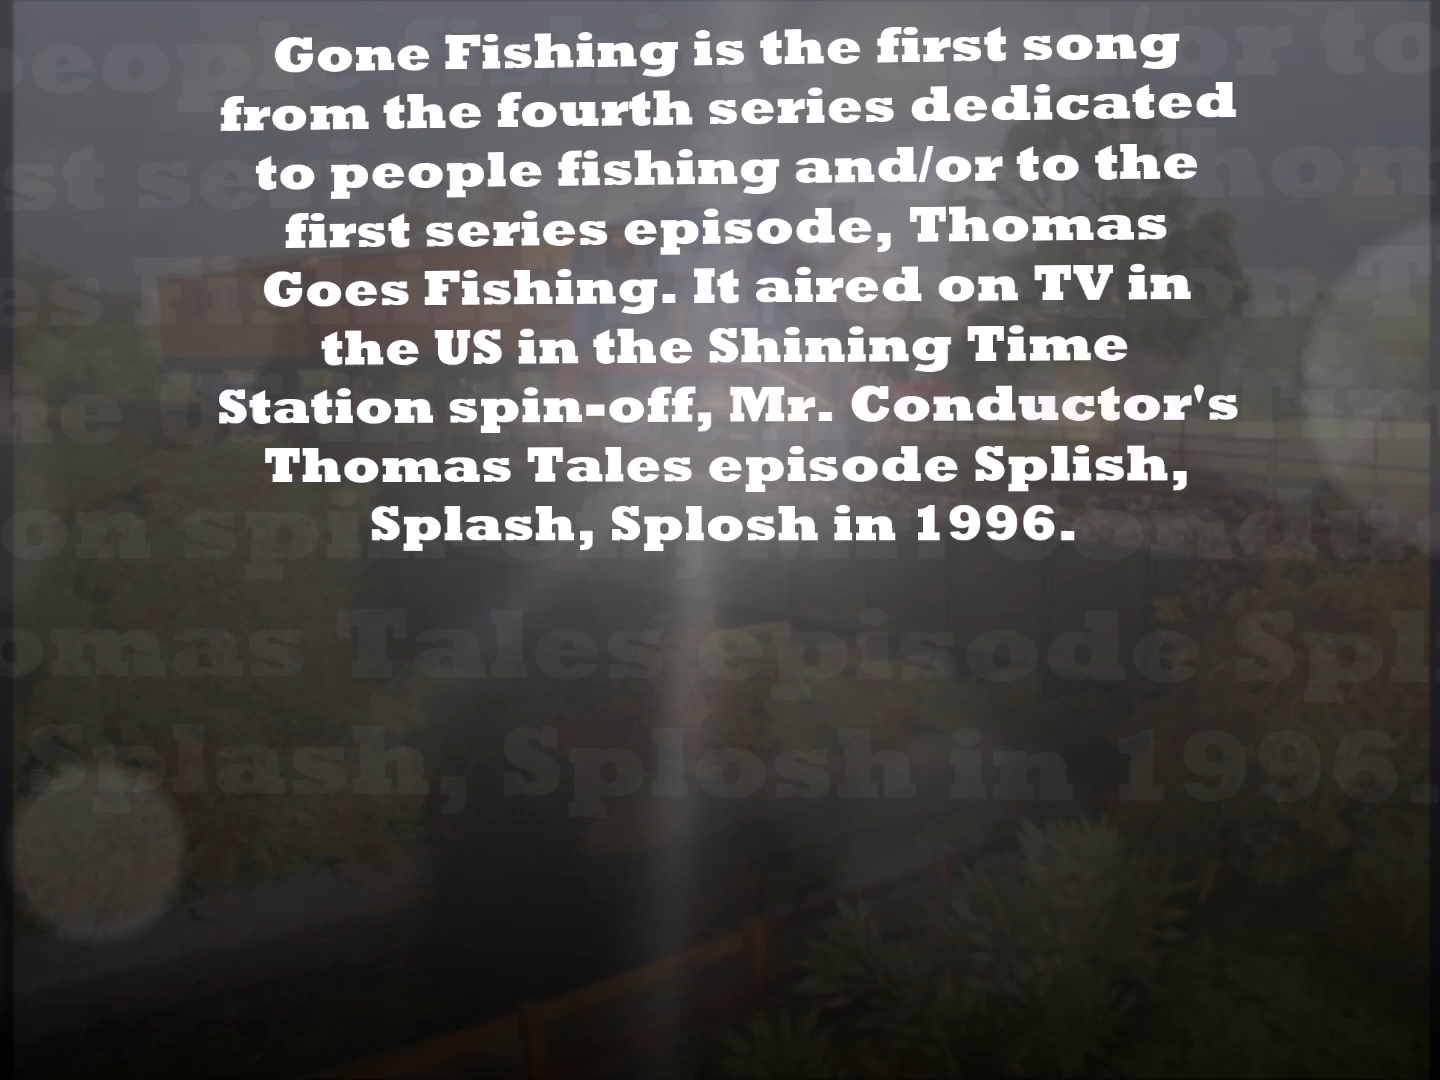 Gone Fishing is the first song
from the fourth series dedicated
to people fishing and/or to the
first series episode, Thomas
Goes Fishing. It aired on TV in
the US in the Shining Time
Station spin-off, Mr. Conductor's
Thomas Tales episode Splish,
Splash, Splosh in 1996.